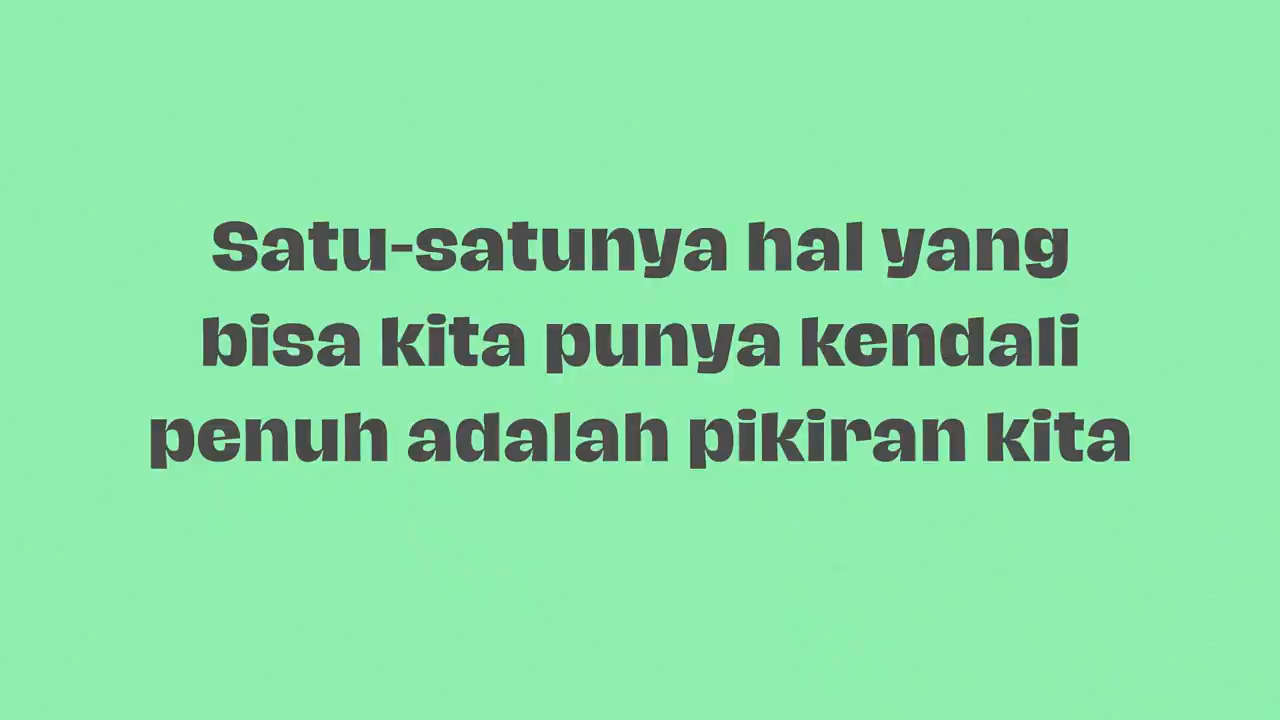 Satu-satunya hal yang
bisa kita punya kendali
penuh adalah pikiran kita